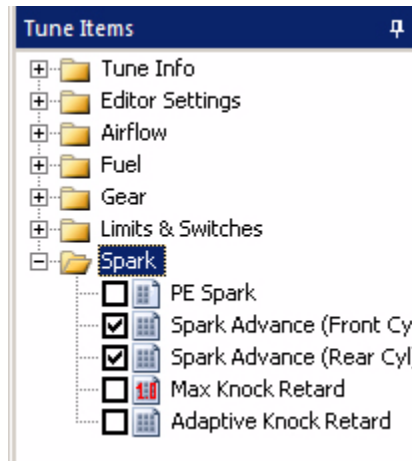 Tune Items
Tune Info
Editor Settings
Airflow
Fuel
Gear
Limits & Switches
Spark
PE Spark
Spark Advance (Front Cy
Spark Advance (Rear Cyl
1:0 Max Knock Retard
Adaptive Knock Retard